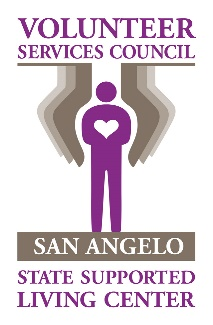 VOLUNTEER
SERVICES COUNCIL
SAN ANGELO
STATE SUPPORTED
LIVING CENTER